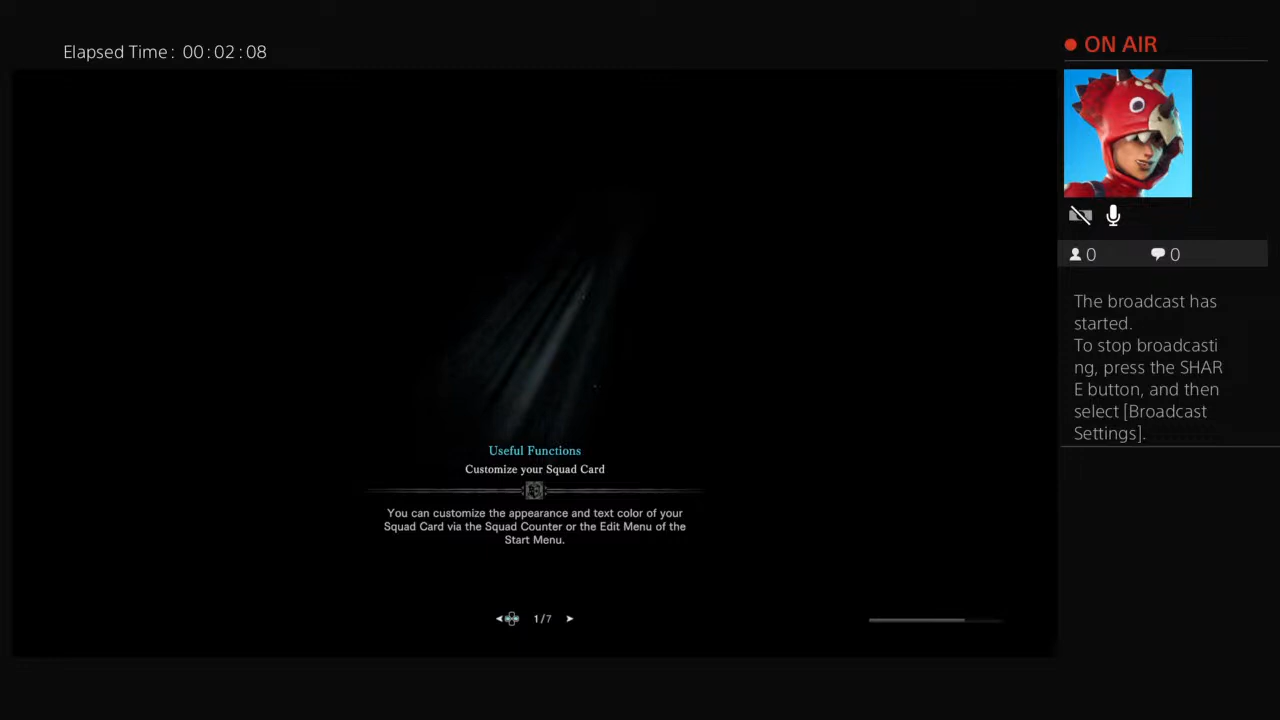 Elapsed Time: 00:02:08
ON AIR
0
0
The broadcast has
started.
To stop broadcasti
ng, press the SHAR
E button, and then
select [Broadcast
Settings].
Useful Functions
Customize your Squad Card
You can customize the appearance and text color of your
Squad Card via the Squad Counter or the Edit Menu of the
Start Menu.
1/7